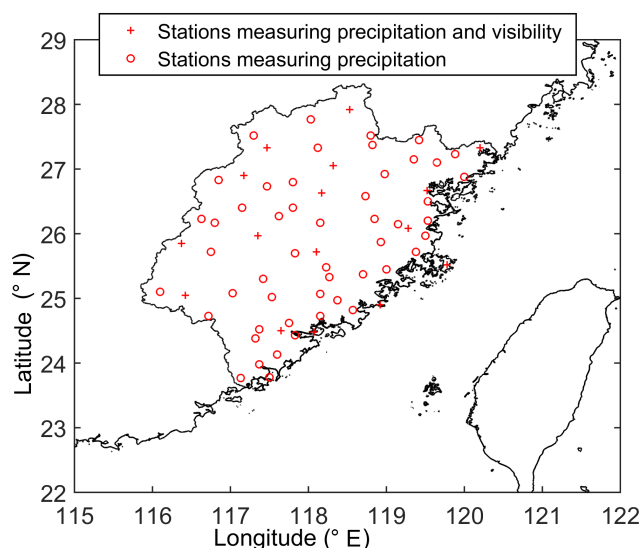 Stations measuring precipitation and visibility
Stations measuring precipitation
29
28
27
26
25
24
23
22
Latitude (° N)
115 116 117 118 119 120 121 122
Longitude (° E)